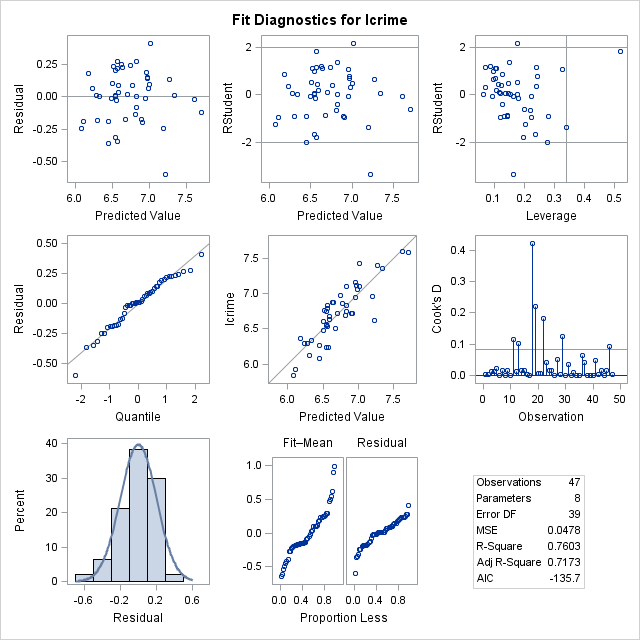 Fit Diagnostics for lcrime
Residual
0.25
0.00
-0.25
-0.50
6.0 6.5 7.0 7.5
Predicted Value
RStudent
2
0
-2
6.0 6.5 7.0 7.5
Predicted Value
RStudent
2
0
-2
0.1 0.2 0.3 0.4 0.5
Leverage
Residual
0.50
0.25
0.00
-0.25
-0.50
-2 -1 0 1 2
Quantile
lcrime
7.5
7.0
6.5
6.0
6.0 6.5 7.0 7.5
Predicted Value
Cook's D
0.4
0.3
0.2
0.1
0.0
0 10 20 30 40 50
Observation
Percent
40
30
20
10
0
-0.6 -0.2 0.2 0.6
Residual
Fit–Mean Residual
1.0
0.5
0.0
-0.5
0.0 0.4 0.8 0.0 0.4 0.8
Proportion Less
Observations 47
Parameters 8
Error DF 39
MSE 0.0478
R-Square 0.7603
Adj R-Square 0.7173
AIC -135.7